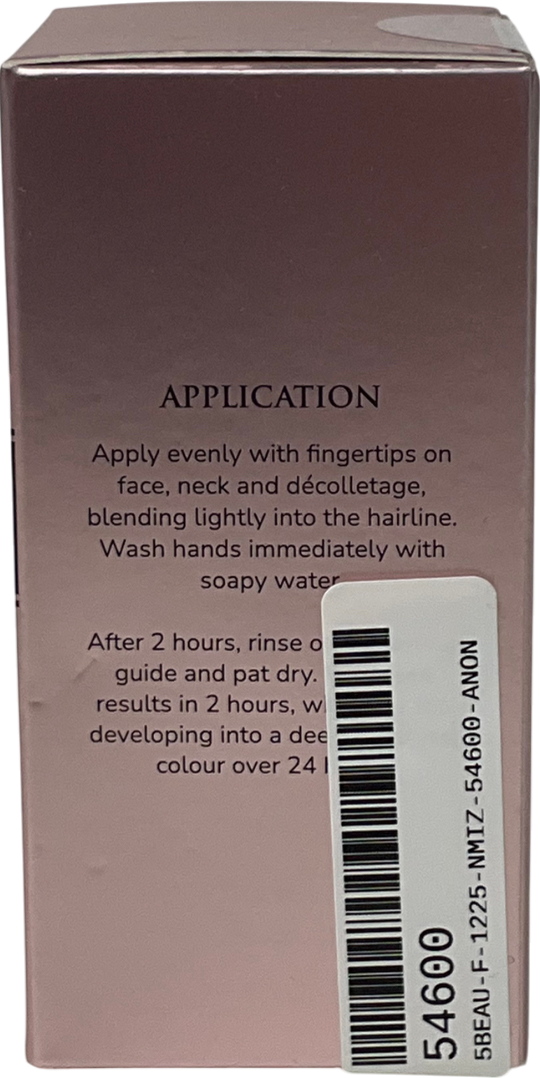 APPLICATION
Apply evenly with fingertips on
face, neck and décolletage,
blending lightly into the hairline.
Wash hands immediately with
soapy water
After 2 hours, rinse
guide and pat dry.
results in 2 hours,
developing into a
colour over 24
54600
5BEAU-F-1225-NMIZ-54600-ANON